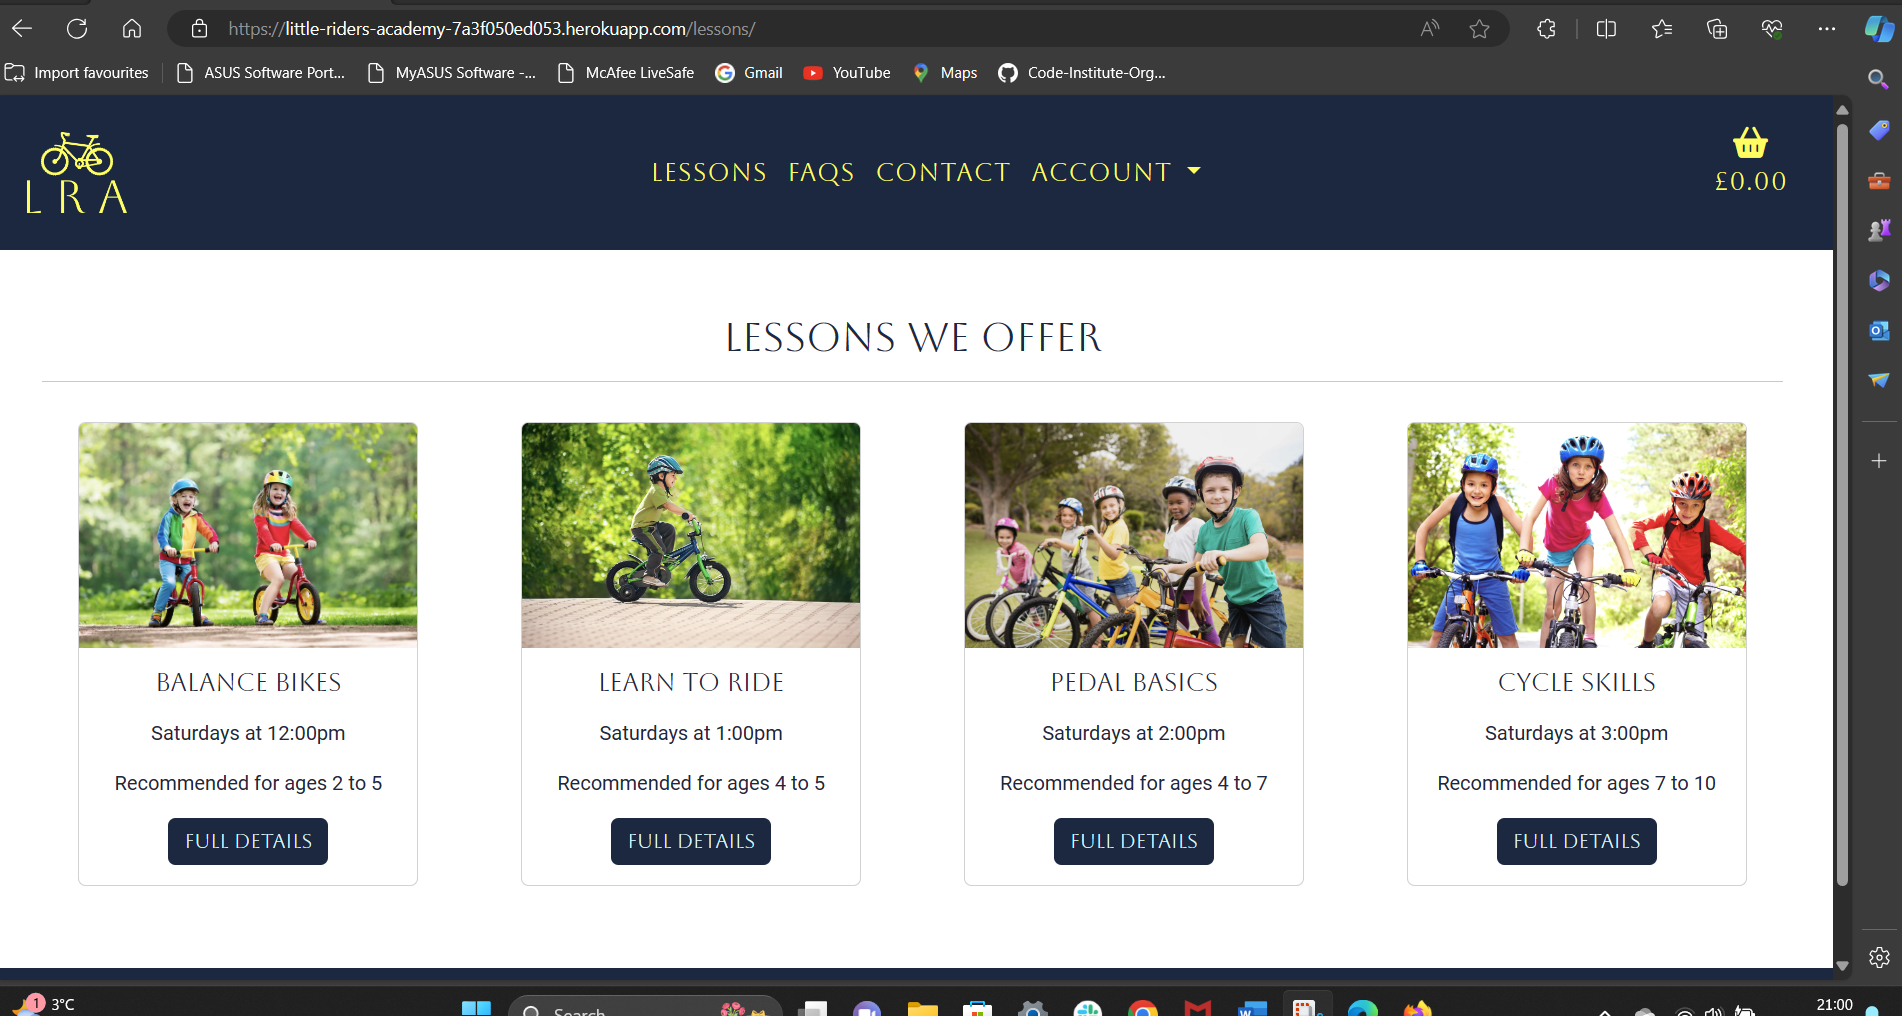 https://little-riders-academy-7a3f050ed053.herokuapp.com/lessons/
Import favourites
ASUS Software Port...
MyASUS Software -...
McAfee LiveSafe
Gmail
YouTube
Maps
Code-Institute-Org...
L R A
LESSONS FAQS CONTACT ACCOUNT
£0.00
LESSONS WE OFFER
BALANCE BIKES
Saturdays at 12:00pm
Recommended for ages 2 to 5
FULL DETAILS
LEARN TO RIDE
Saturdays at 1:00pm
Recommended for ages 4 to 5
FULL DETAILS
PEDAL BASICS
Saturdays at 2:00pm
Recommended for ages 4 to 7
FULL DETAILS
CYCLE SKILLS
Saturdays at 3:00pm
Recommended for ages 7 to 10
FULL DETAILS
1
3°C
Search
21:00